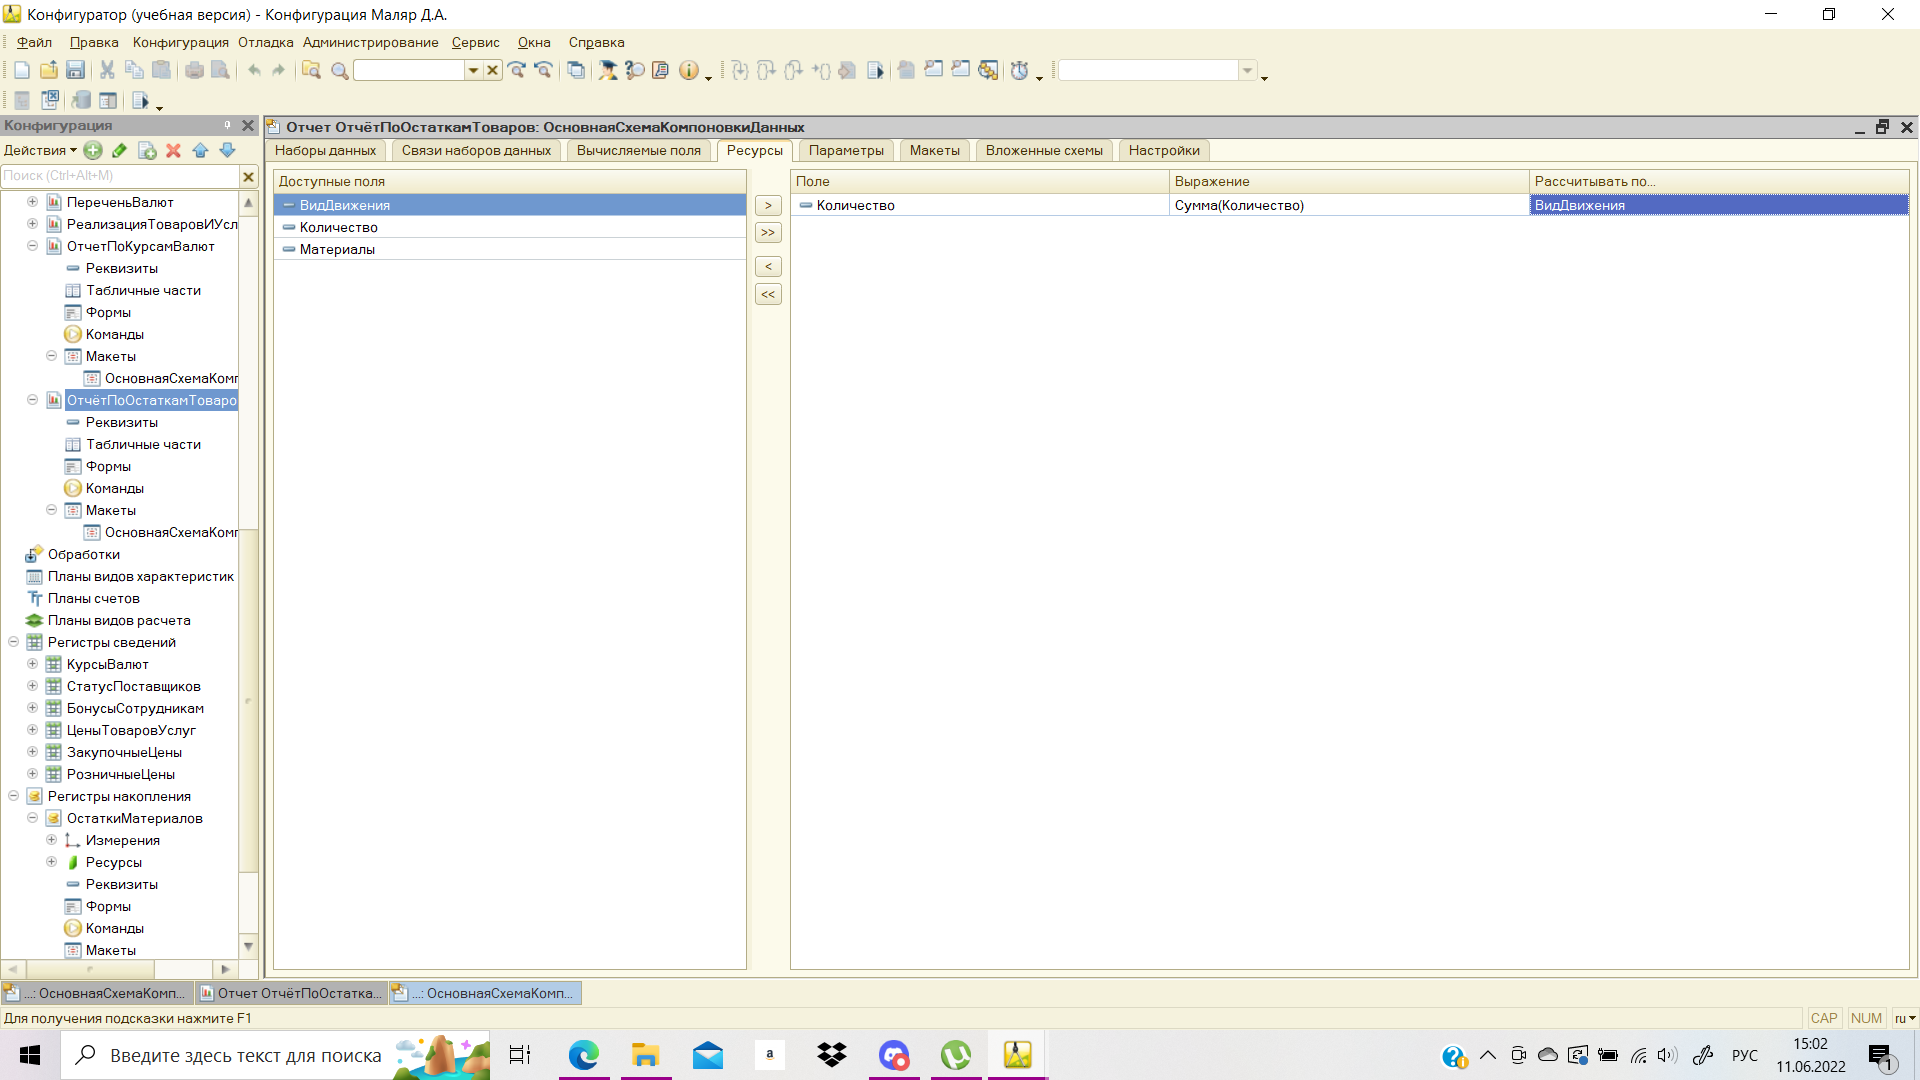 Конфигуратор (учебная версия) - Конфигурация Маляр Д.А.
Файл Правка Конфигурация Отладка Администрирование Сервис Окна Справка
Конфигурация
Отчет ОтчётПоОстаткамТоваров: ОсновнаяСхемаКомпоновкиДанных
Действия
Наборы данных Связи наборов данных Вычисляемые поля Ресурсы Параметры Макеты Вложенные схемы Настройки
Поиск (Ctrl+Alt+M)
Доступные поля
ВидДвижения
Количество
Материалы
>
>>
<
<<
Поле Выражение Рассчитывать по...
Количество Сумма(Количество) ВидДвижения
ПереченьВалют
РеализацияТоваровИУсл
ОтчетПоКурсамВалют
Реквизиты
Табличные части
Формы
Команды
Макеты
ОсновнаяСхемаКомп
ОтчётПоОстаткамТоваро
Реквизиты
Табличные части
Формы
Команды
Макеты
ОсновнаяСхемаКомп
Обработки
Планы видов характеристик
Планы счетов
Планы видов расчета
Регистры сведений
КурсыВалют
СтатусПоставщиков
БонусыСотрудникам
ЦеныТоваровУслуг
ЗакупочныеЦены
РозничныеЦены
Регистры накопления
ОстаткиМатериалов
Измерения
Ресурсы
Реквизиты
Формы
Команды
Макеты
...: ОсновнаяСхемаКомп... Отчет ОтчётПоОстатка... ...: ОсновнаяСхемаКомп...
Для получения подсказки нажмите F1
CAP NUM ru
Введите здесь текст для поиска
a
РУС
15:02
11.06.2022
1